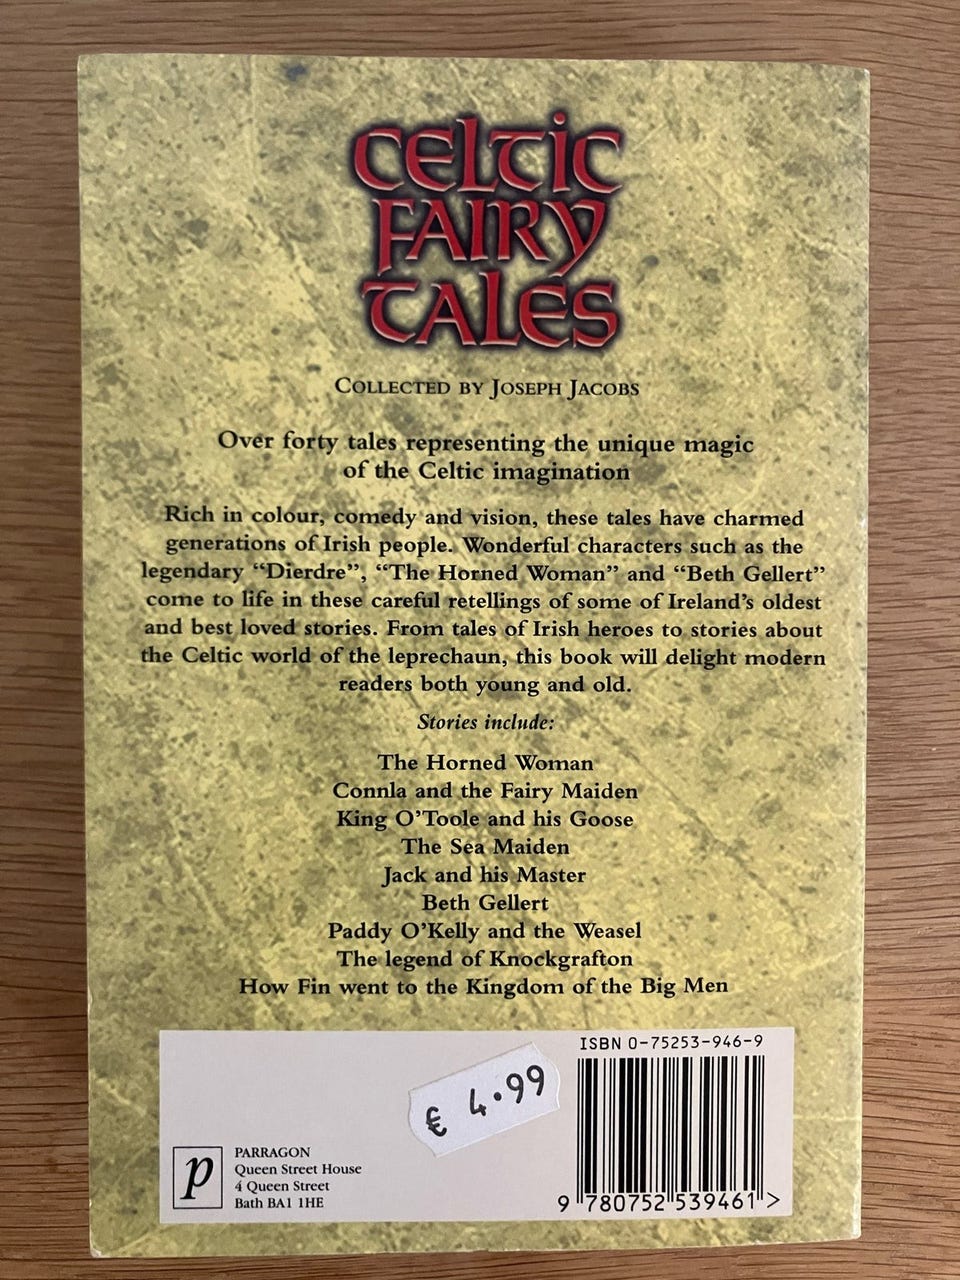 CELTIC
FAIRY
TALES
COLLECTED BY JOSEPH JACOBS
Over forty tales representing the unique magic
of the Celtic imagination
Rich in colour, comedy and vision, these tales have charmed
generations of Irish people. Wonderful characters such as the
legendary “Dierdre”, “The Horned Woman” and “Beth Gellert”
come to life in these careful retellings of some of Ireland’s oldest
and best loved stories. From tales of Irish heroes to stories about
the Celtic world of the leprechaun, this book will delight modern
readers both young and old.
Stories include:
The Horned Woman
Connla and the Fairy Maiden
King O’Toole and his Goose
The Sea Maiden
Jack and his Master
Beth Gellert
Paddy O’Kelly and the Weasel
The legend of Knockgrafton
How Fin went to the Kingdom of the Big Men
ISBN 0-75253-946-9
€ 4.99
p
PARRAGON
Queen Street House
4 Queen Street
Bath BA1 1HE
9 780752 539461 >